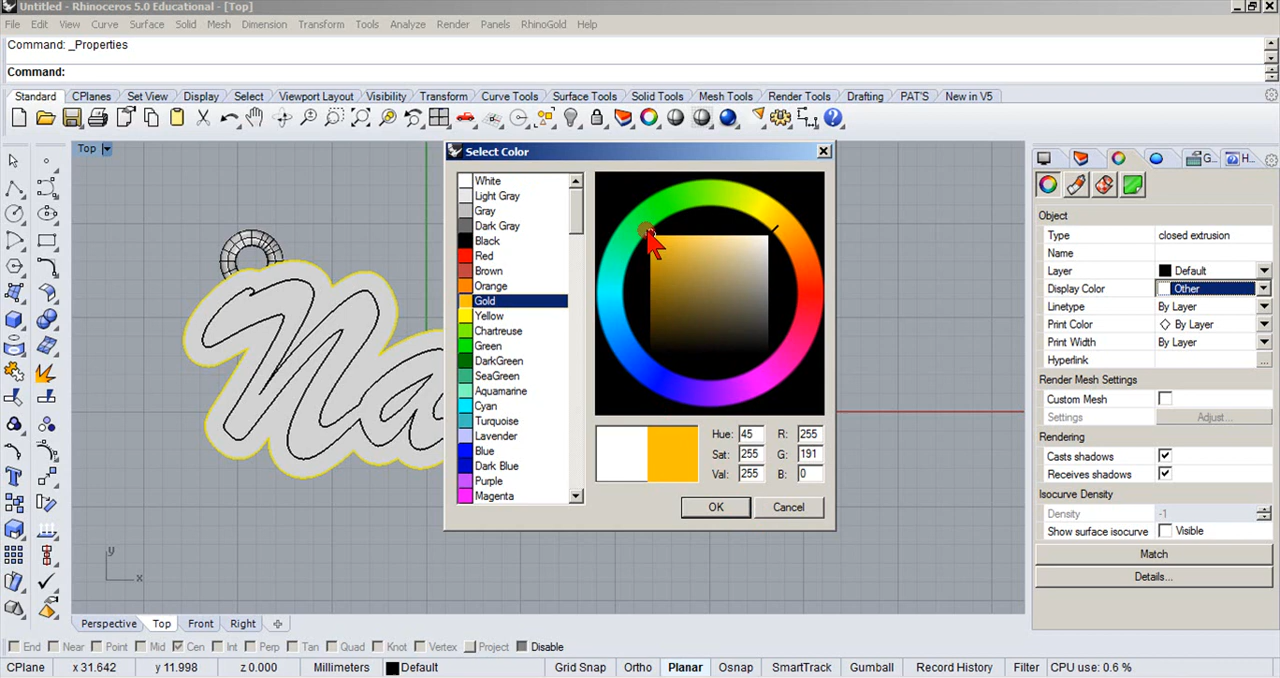 Untitled - Rhinoceros 5.0 Educational - [Top]
File Edit View Curve Surface Solid Mesh Dimension Transform Tools Analyze Render Panels RhinoGold Help
Command: _Properties
Command:
Standard CPlanes Set View Display Select Viewport Layout Visibility Transform Curve Tools Surface Tools Solid Tools Mesh Tools Render Tools Drafting PAT'S New in V5
Top
Select Color
G... H...
White
Light Gray
Gray
Dark Gray
Black
Red
Brown
Orange
Gold
Yellow
Chartreuse
Green
DarkGreen
SeaGreen
Aquamarine
Cyan
Turquoise
Lavender
Blue
Dark Blue
Purple
Magenta
Hue: 45 R: 255
Sat: 255 G: 191
Val: 255 B: 0
OK Cancel
Object
Type closed extrusion
Name
Layer Default
Display Color Other
Linetype By Layer
Print Color By Layer
Print Width By Layer
Hyperlink ...
Render Mesh Settings
Custom Mesh
Settings Adjust...
Rendering
Casts shadows
Receives shadows
Isocurve Density
Density -1
Show surface isocurve Visible
Match
Details...
Na
y
x
Perspective Top Front Right
End Near Point Mid Cen Int Perp Tan Quad Knot Vertex Project Disable
CPlane x 31.642 y 11.998 z 0.000 Millimeters Default Grid Snap Ortho Planar Osnap SmartTrack Gumball Record History Filter CPU use: 0.6 %